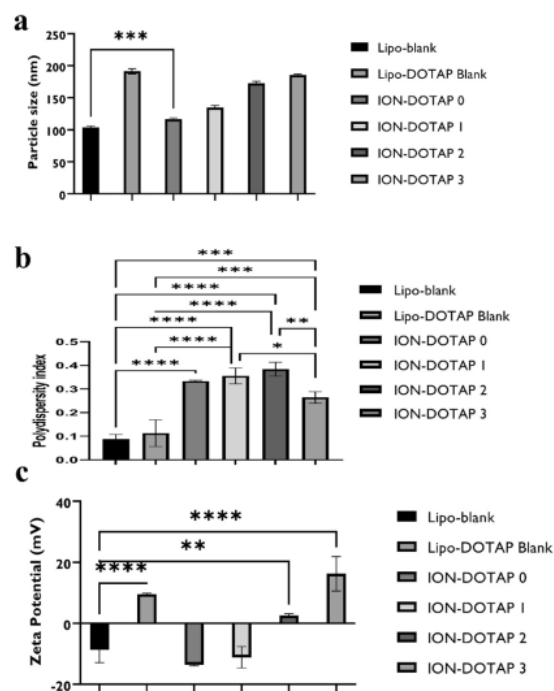 a
***
Particle size (nm)
250
200
150
100
50
0
Lipo-blank
Lipo-DOTAP Blank
ION-DOTAP 0
ION-DOTAP 1
ION-DOTAP 2
ION-DOTAP 3
b
***
***
****
****
**
****
****
*
****
Polydispersity index
0.5
0.4
0.3
0.2
0.1
0.0
Lipo-blank
Lipo-DOTAP Blank
ION-DOTAP 0
ION-DOTAP 1
ION-DOTAP 2
ION-DOTAP 3
c
****
**
****
Zeta Potential (mV)
40
20
0
-20
Lipo-blank
Lipo-DOTAP Blank
ION-DOTAP 0
ION-DOTAP 1
ION-DOTAP 2
ION-DOTAP 3